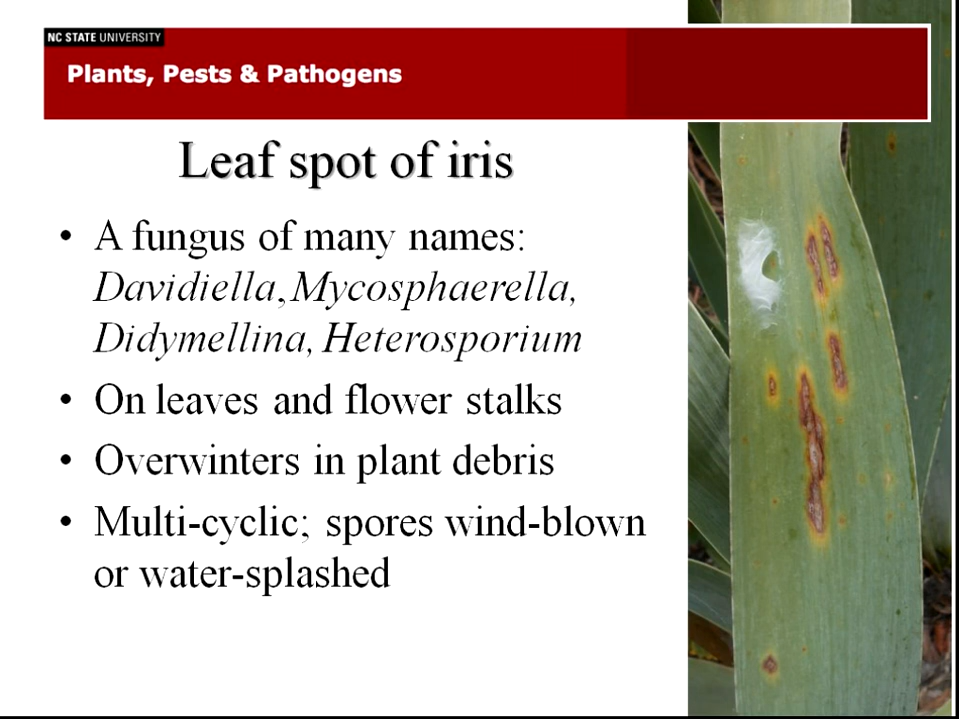 NC STATE UNIVERSITY
Plants, Pests & Pathogens
Leaf spot of iris
• A fungus of many names:
Davidiella, Mycosphaerella,
Didymellina, Heterosporium
• On leaves and flower stalks
• Overwinters in plant debris
• Multi-cyclic; spores wind-blown
or water-splashed